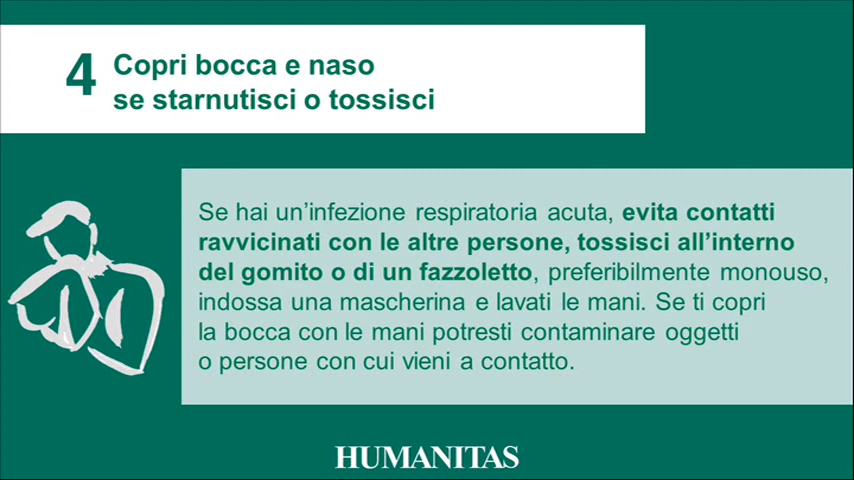 4 Copri bocca e naso
se starnutisci o tossisci
Se hai un’infezione respiratoria acuta, evita contatti
ravvicinati con le altre persone, tossisci all’interno
del gomito o di un fazzoletto, preferibilmente monouso,
indossa una mascherina e lavati le mani. Se ti copri
la bocca con le mani potresti contaminare oggetti
o persone con cui vieni a contatto.
HUMANITAS